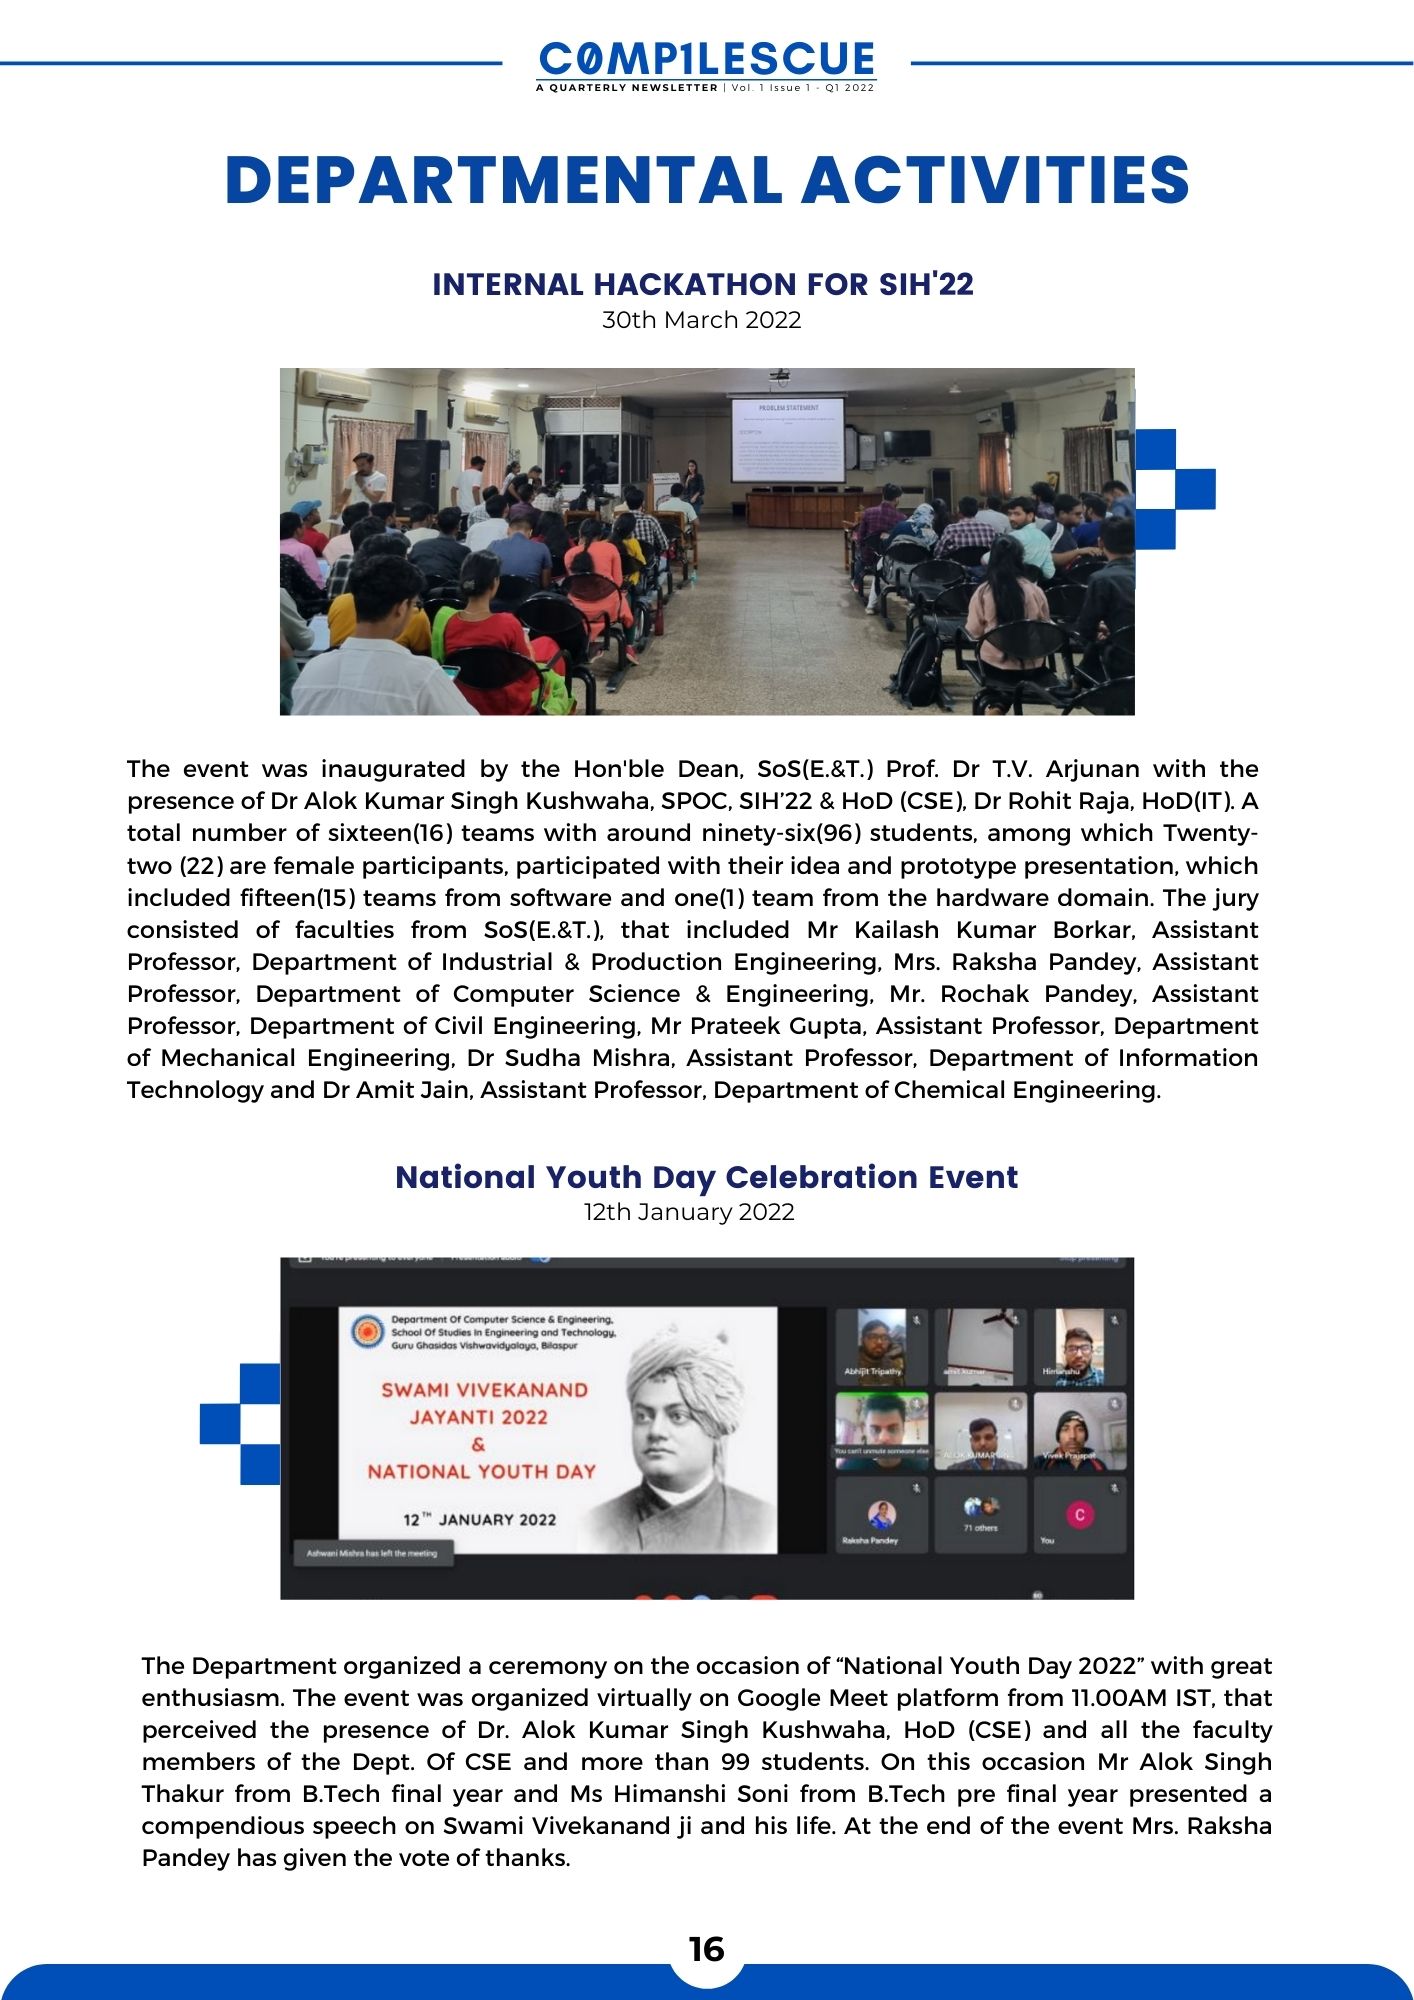 C0MP1LESCUE
A QUARTERLY NEWSLETTER | Vol. 1 Issue 1 - Q1 2022
DEPARTMENTAL ACTIVITIES
INTERNAL HACKATHON FOR SIH'22
30th March 2022
PROBLEM STATEMENT
The event was inaugurated by the Hon'ble Dean, SoS(E.&T.) Prof. Dr T.V. Arjunan with the
presence of Dr Alok Kumar Singh Kushwaha, SPOC, SIH’22 & HoD (CSE), Dr Rohit Raja, HoD(IT). A
total number of sixteen(16) teams with around ninety-six(96) students, among which Twenty-
two (22) are female participants, participated with their idea and prototype presentation, which
included fifteen(15) teams from software and one(1) team from the hardware domain. The jury
consisted of faculties from SoS(E.&T.), that included Mr Kailash Kumar Borkar, Assistant
Professor, Department of Industrial & Production Engineering, Mrs. Raksha Pandey, Assistant
Professor, Department of Computer Science & Engineering, Mr. Rochak Pandey, Assistant
Professor, Department of Civil Engineering, Mr Prateek Gupta, Assistant Professor, Department
of Mechanical Engineering, Dr Sudha Mishra, Assistant Professor, Department of Information
Technology and Dr Amit Jain, Assistant Professor, Department of Chemical Engineering.
National Youth Day Celebration Event
12th January 2022
Department Of Computer Science & Engineering,
School Of Studies In Engineering and Technology,
Guru Ghasidas Vishwavidyalaya, Bilaspur
SWAMI VIVEKANAND
JAYANTI 2022
&
NATIONAL YOUTH DAY
12TH JANUARY 2022
Ashwani Mishra has left the meeting
Abhijit Tripathy
amit kumar
Himanshu
You can't unmute someone else
ALOK KUMAR
Vivek Prajapat
Raksha Pandey
71 others
C
You
The Department organized a ceremony on the occasion of “National Youth Day 2022” with great
enthusiasm. The event was organized virtually on Google Meet platform from 11.00AM IST, that
perceived the presence of Dr. Alok Kumar Singh Kushwaha, HoD (CSE) and all the faculty
members of the Dept. Of CSE and more than 99 students. On this occasion Mr Alok Singh
Thakur from B.Tech final year and Ms Himanshi Soni from B.Tech pre final year presented a
compendious speech on Swami Vivekanand ji and his life. At the end of the event Mrs. Raksha
Pandey has given the vote of thanks.
16